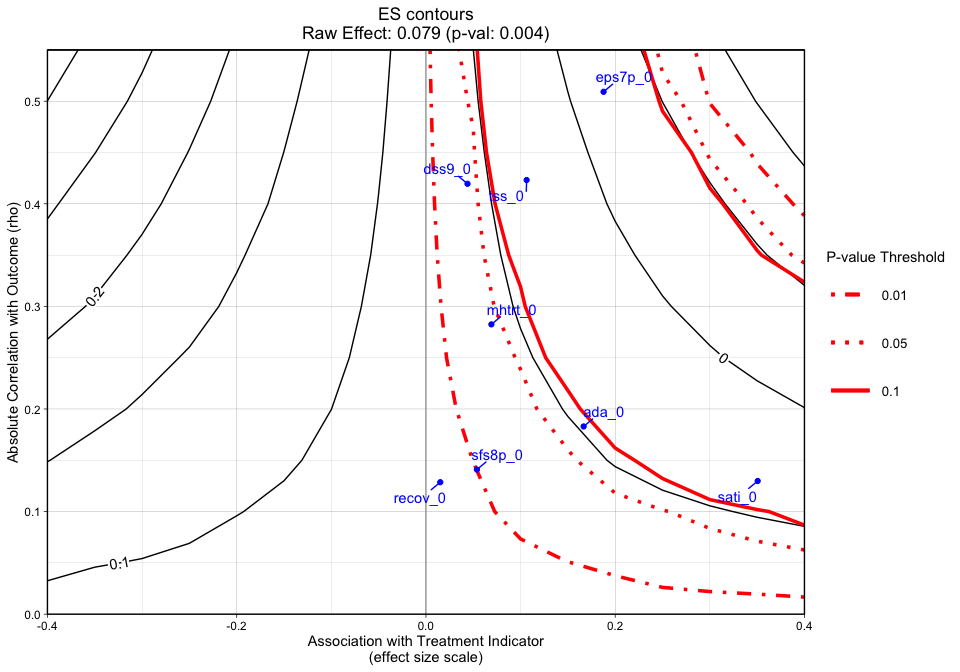 ES contours
Raw Effect: 0.079 (p-val: 0.004)
Absolute Correlation with Outcome (rho)
0.5
0.4
0.3
0.2
0.1
0.0
eps7p_0
dss9_0
tss_0
mhtrt_0
ada_0
sfs8p_0
recov_0
sati_0
0.2
0.1
0
-0.4
-0.2
0.0
0.2
0.4
Association with Treatment Indicator
(effect size scale)
P-value Threshold
0.01
0.05
0.1